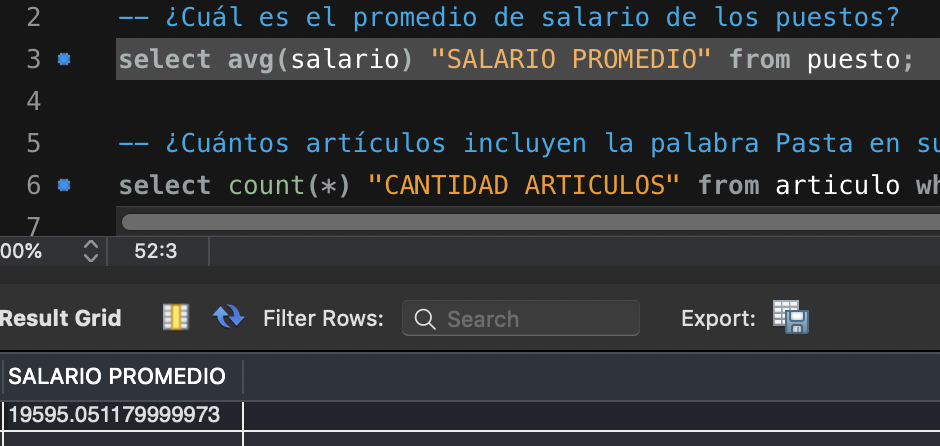 2 -- ¿Cuál es el promedio de salario de los puestos?
3 select avg(salario) "SALARIO PROMEDIO" from puesto;
4
5 -- ¿Cuántos artículos incluyen la palabra Pasta en su
6 select count(*) "CANTIDAD ARTICULOS" from articulo wh
7
00% 52:3
Result Grid Filter Rows: Search Export:
SALARIO PROMEDIO
19595.051179999973